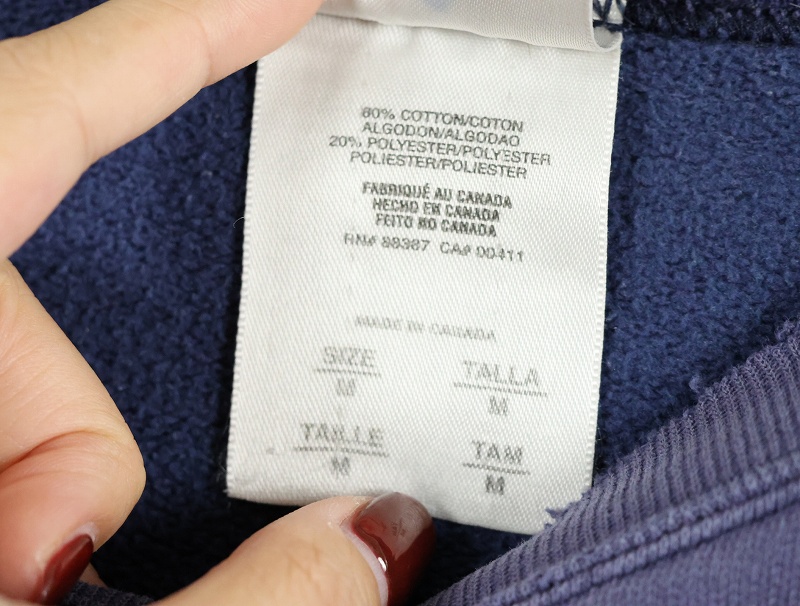 80% COTTON/COTON
ALGODON/ALGODAO
20% POLYESTER/POLYESTER
POLIESTER/POLIESTER
FABRIQUÉ AU CANADA
HECHO EN CANADA
FEITO NO CANADA
RN# 88387 CA# 00411
MADE IN CANADA
SIZE
M
TALLA
M
TAILLE
M
TAM
M